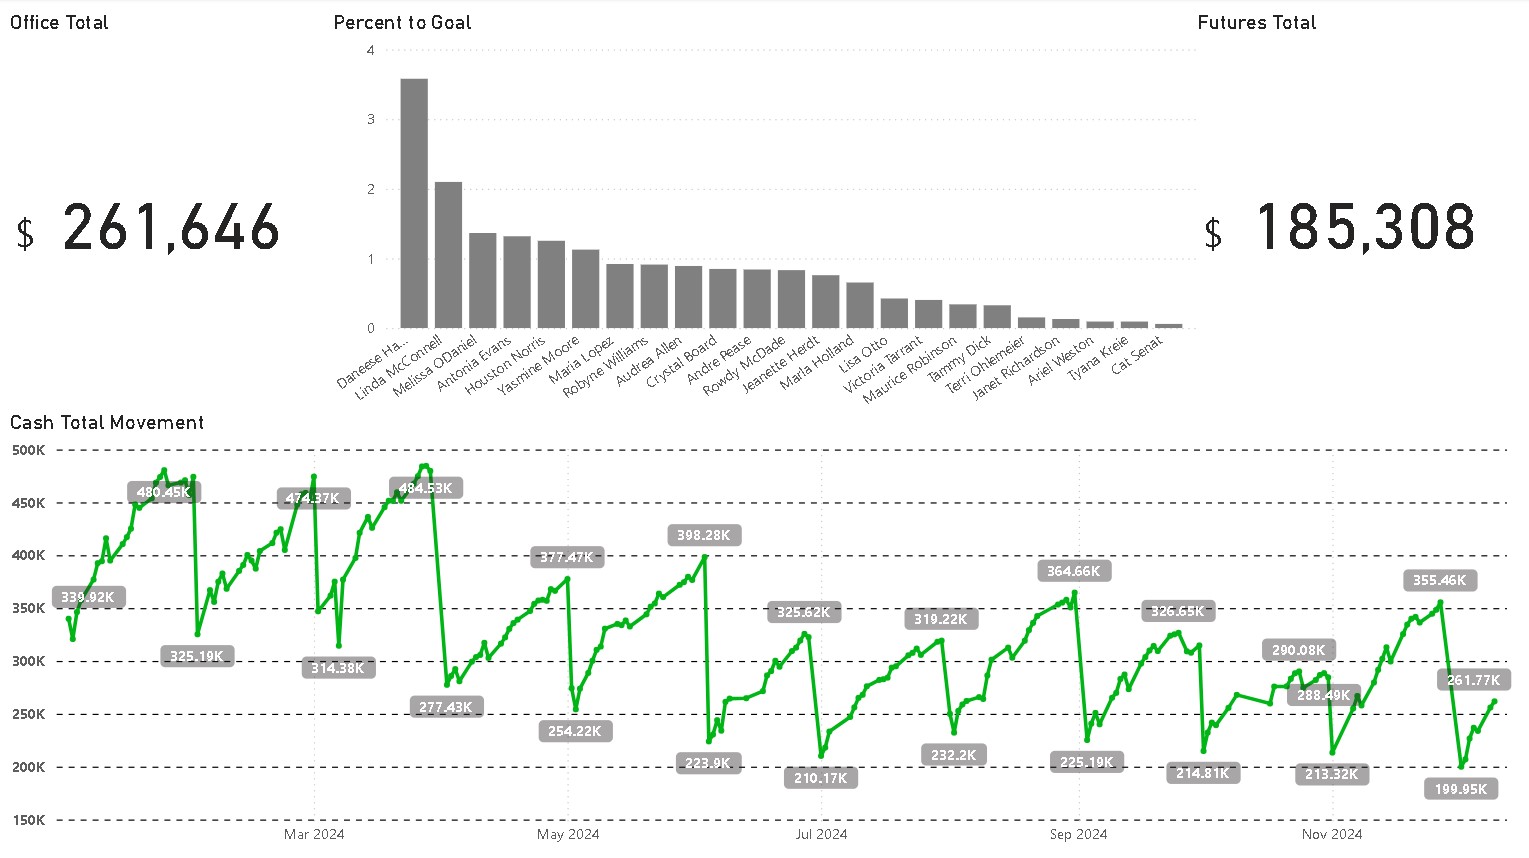 Office Total
Percent to Goal
Futures Total
4
3
2
1
0
$ 261,646
$ 185,308
Daneese Ha...
Linda McConnell
Melissa ODaniel
Antonia Evans
Houston Norris
Yasmine Moore
Maria Lopez
Robyne Williams
Audrea Allen
Crystal Board
Andre Pease
Rowdy McDade
Jeanette Herdt
Marla Holland
Lisa Otto
Victoria Tarrant
Maurice Robinson
Tammy Dick
Terri Ohlemeier
Janet Richardson
Ariel Weston
Tyana Kreie
Cat Senat
Cash Total Movement
500K
450K
400K
350K
300K
250K
200K
150K
339.92K
480.45K
325.19K
474.37K
314.38K
484.53K
277.43K
377.47K
254.22K
398.28K
223.9K
325.62K
210.17K
319.22K
232.2K
364.66K
225.19K
326.65K
214.81K
290.08K
288.49K
213.32K
355.46K
199.95K
261.77K
Mar 2024
May 2024
Jul 2024
Sep 2024
Nov 2024